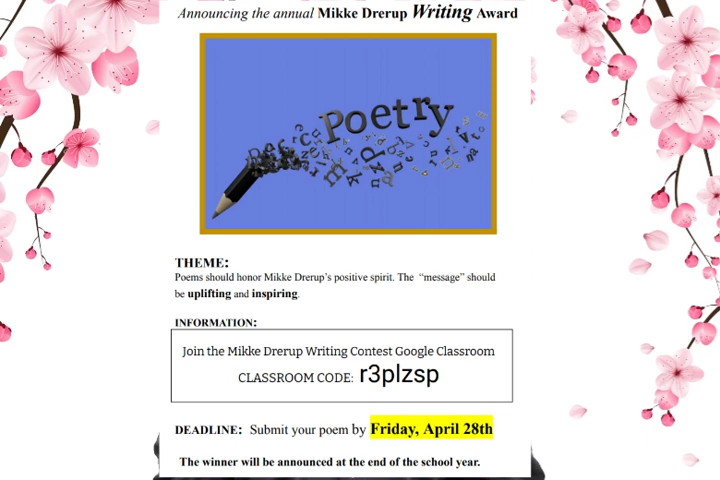 Announcing the annual Mikke Drerup Writing Award
Poetry
THEME:
Poems should honor Mikke Drerup's positive spirit. The “message” should
be uplifting and inspiring.
INFORMATION:
Join the Mikke Drerup Writing Contest Google Classroom
CLASSROOM CODE: r3plzsp
DEADLINE: Submit your poem by Friday, April 28th
The winner will be announced at the end of the school year.